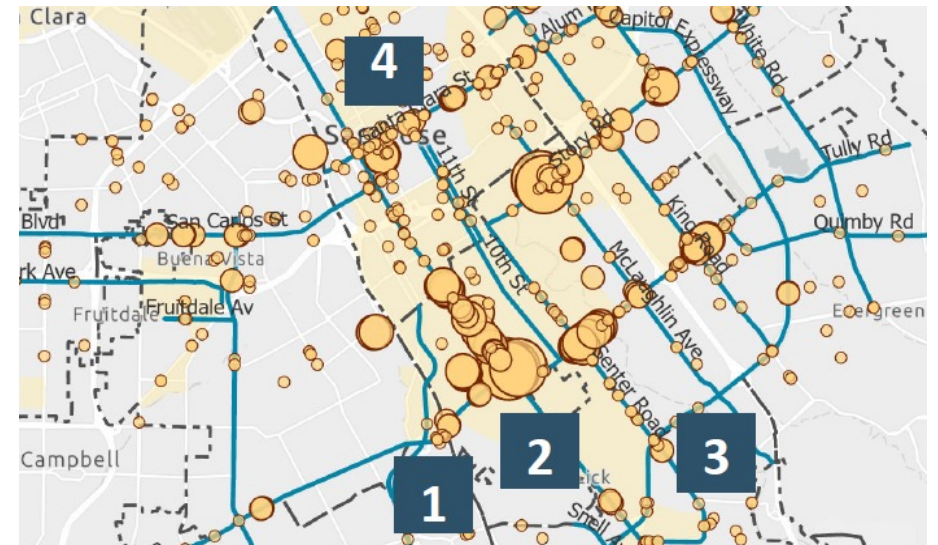 Clara
Alum
Capitol Expressway
White Rd
4
Santa Clara St
Story Rd
Tully Rd
11th St
Blvd
San Carlos St
King Road
Quimby Rd
Buena Vista
10th St
McLaughlin Ave
rk Ave
Fruitdale
Fruitdale Av
Evergreen
Senter Road
Campbell
2
3
1
ick
Snell A